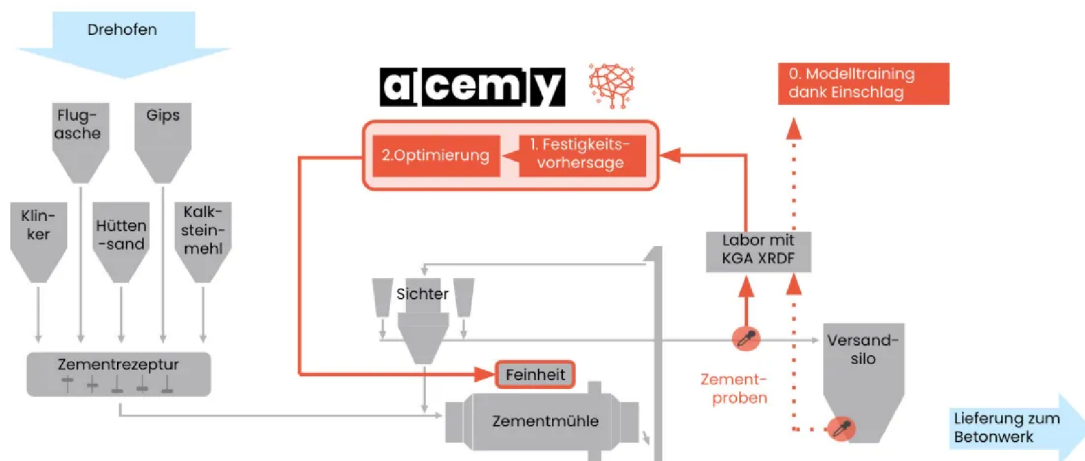 Drehofen
Flug-
asche
Gips
Klin-
ker
Hütten
-sand
Kalk-
stein-
mehl
Zementrezeptur
a|cem|y
2.Optimierung
1. Festigkeits-
vorhersage
0. Modelltraining
dank Einschlag
Labor mit
KGA XRDF
Sichter
Feinheit
Zementmühle
Zement-
proben
Versand-
silo
Lieferung zum
Betonwerk